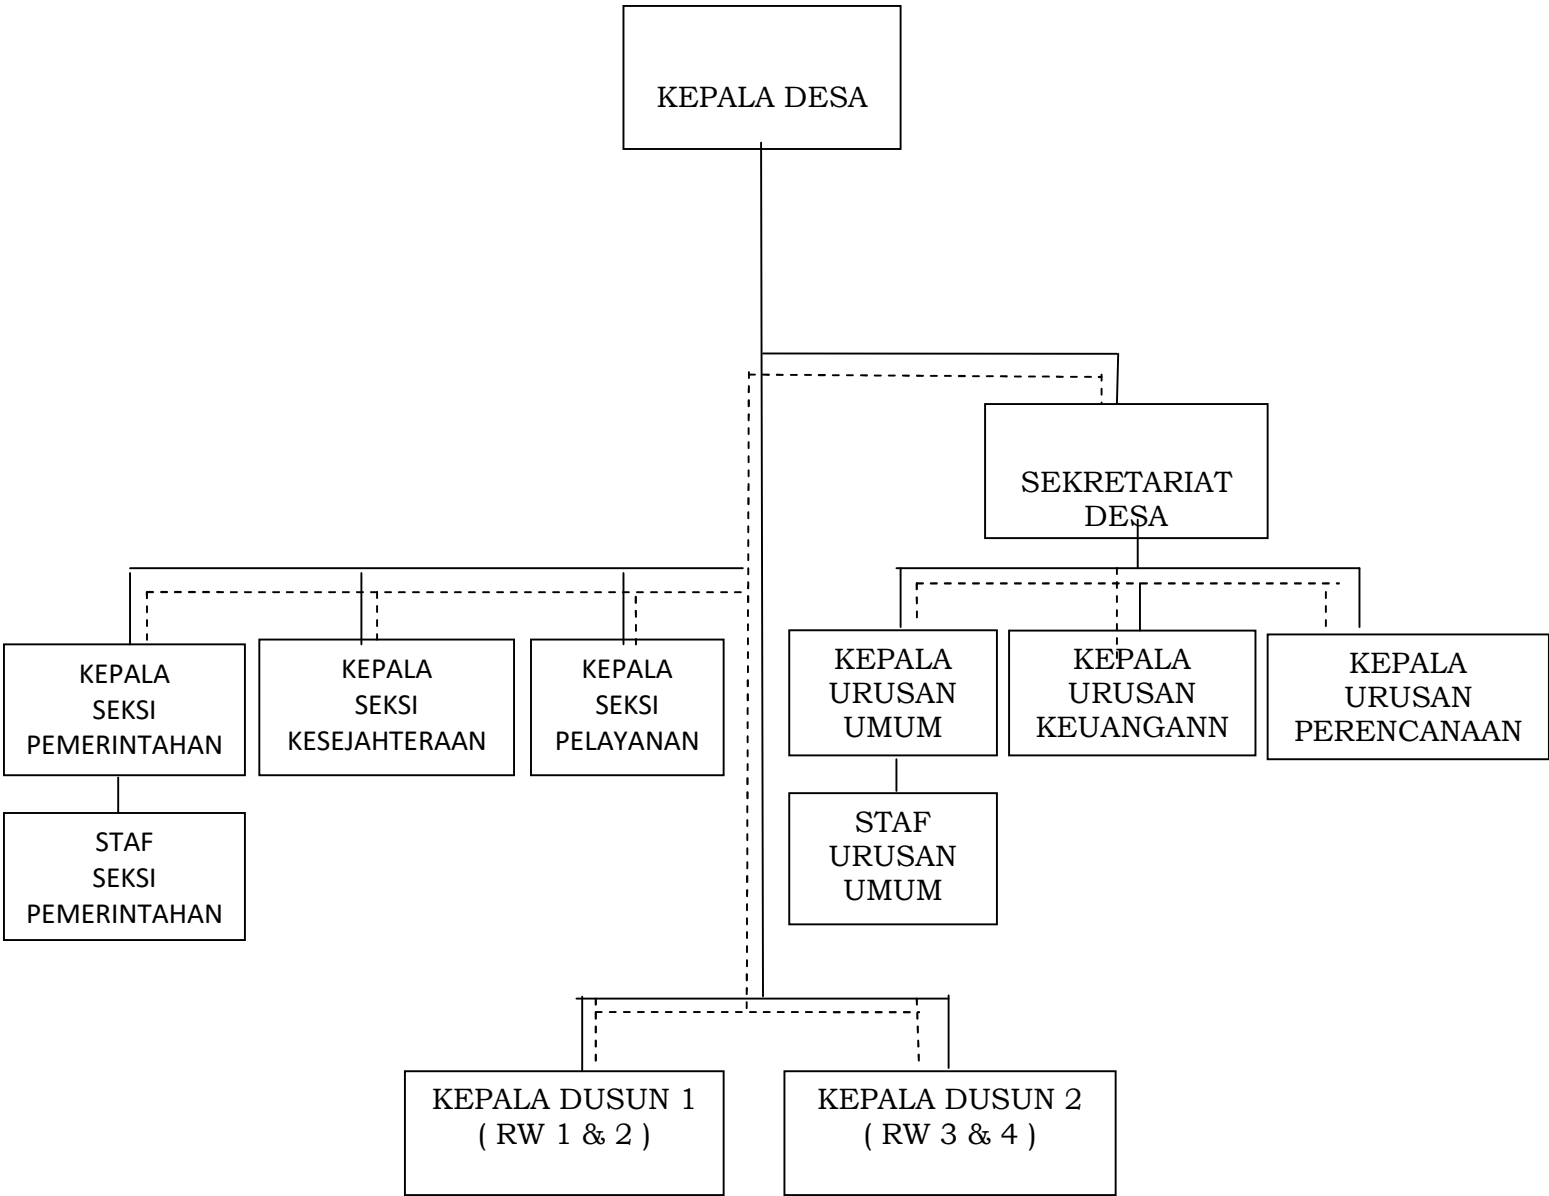 KEPALA DESA
SEKRETARIAT
DESA
KEPALA
SEKSI
PEMERINTAHAN
KEPALA
SEKSI
KESEJAHTERAAN
KEPALA
SEKSI
PELAYANAN
KEPALA
URUSAN
UMUM
KEPALA
URUSAN
KEUANGANN
KEPALA
URUSAN
PERENCANAAN
STAF
SEKSI
PEMERINTAHAN
STAF
URUSAN
UMUM
KEPALA DUSUN 1
( RW 1 & 2 )
KEPALA DUSUN 2
( RW 3 & 4 )